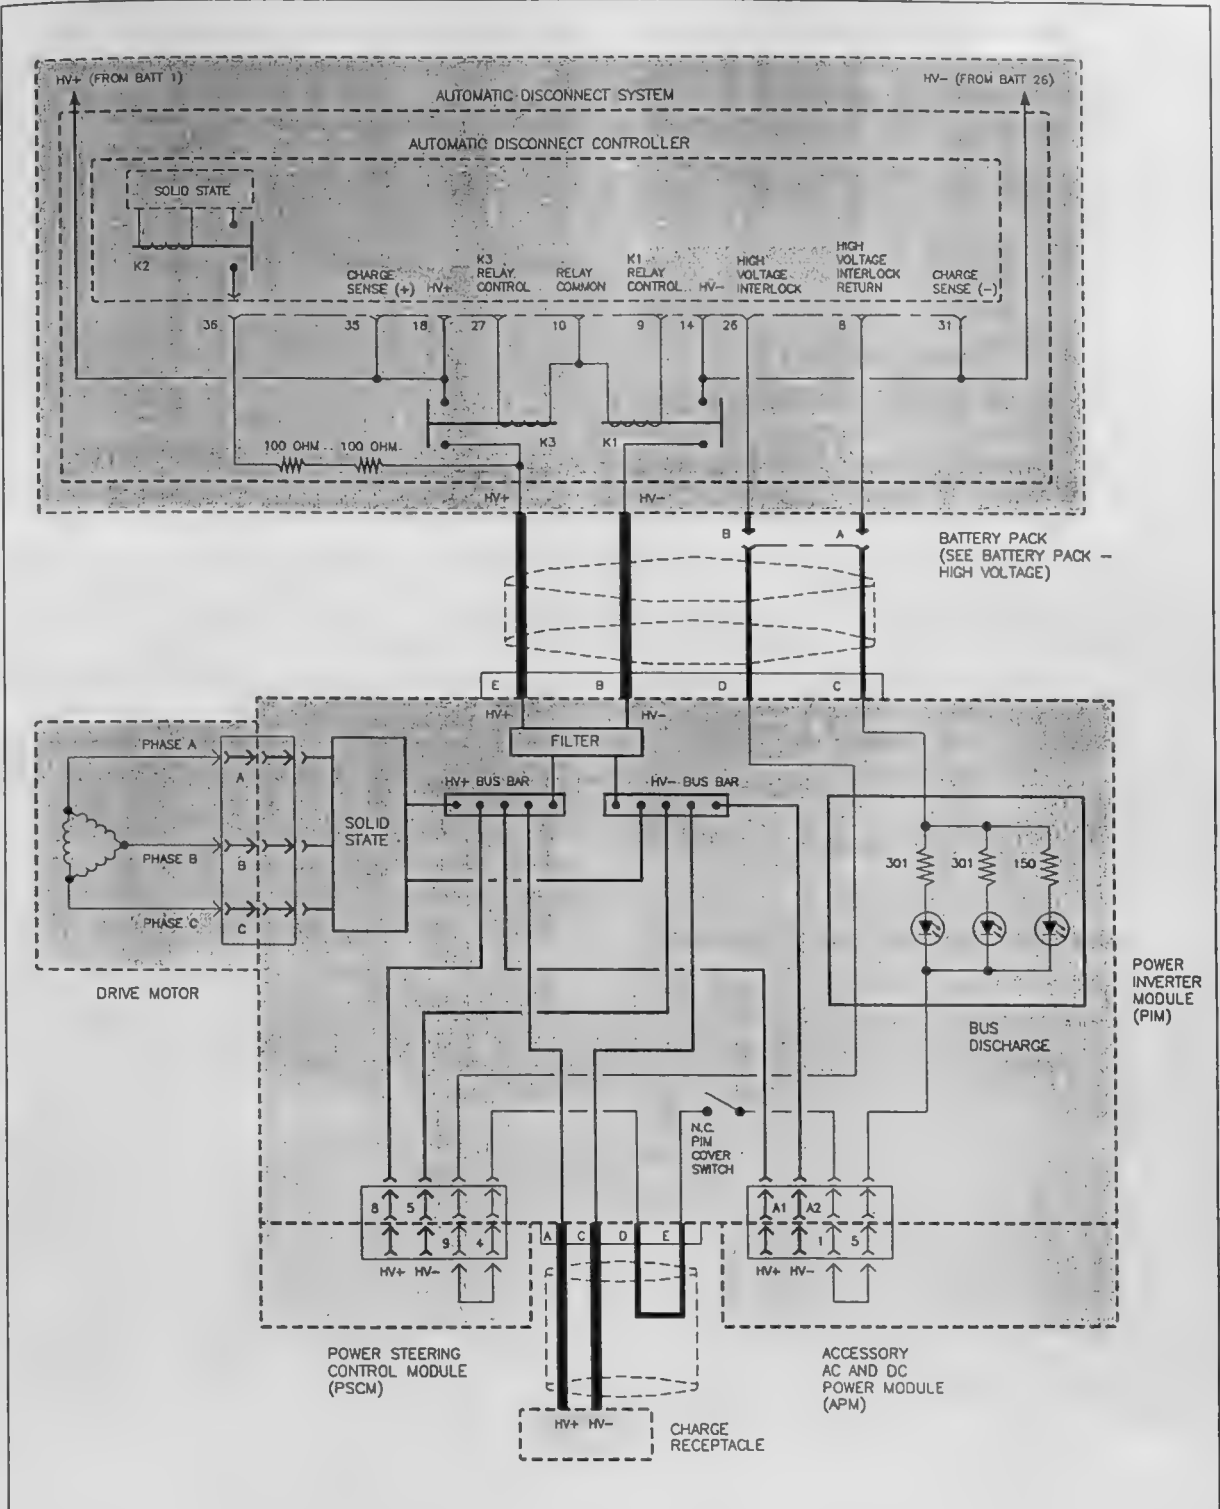 HV+ (FROM BATT 1)
HV- (FROM BATT 26)
AUTOMATIC DISCONNECT SYSTEM
AUTOMATIC DISCONNECT CONTROLLER
SOLID STATE
K2
CHARGE
SENSE (+)
HV+
K3
RELAY
CONTROL
RELAY
COMMON
K1
RELAY
CONTROL
HV-
HIGH
VOLTAGE
INTERLOCK
HIGH
VOLTAGE
INTERLOCK
RETURN
CHARGE
SENSE (-)
36
35
18
27
10
9
14
26
8
31
K3
K1
100 OHM
100 OHM
HV+
HV-
B
A
BATTERY PACK
(SEE BATTERY PACK -
HIGH VOLTAGE)
E
B
D
C
HV+
HV-
FILTER
PHASE A
A
HV+ BUS BAR
HV- BUS BAR
SOLID
STATE
PHASE B
B
PHASE C
C
301
301
150
DRIVE MOTOR
POWER
INVERTER
MODULE
(PIM)
BUS
DISCHARGE
N.C.
PIM
COVER
SWITCH
8
5
A1
A2
9
4
A
C
D
E
1
5
HV+
HV-
HV+
HV-
POWER STEERING
CONTROL MODULE
(PSCM)
ACCESSORY
AC AND DC
POWER MODULE
(APM)
HV+
HV-
CHARGE
RECEPTACLE